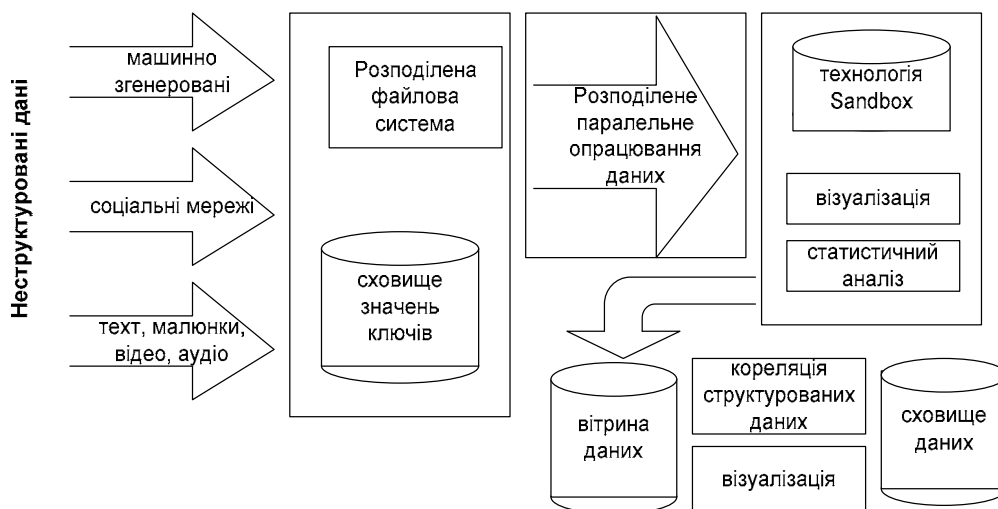 Неструктуровані дані
машинно
згенеровані
соціальні мережі
техт, малюнки,
відео, аудіо
Розподілена
файлова
система
сховище
значень
ключів
Розподілене
паралельне
опрацювання
даних
технологія
Sandbox
візуалізація
статистичний
аналіз
вітрина
даних
кореляція
структурованих
даних
візуалізація
сховище
даних